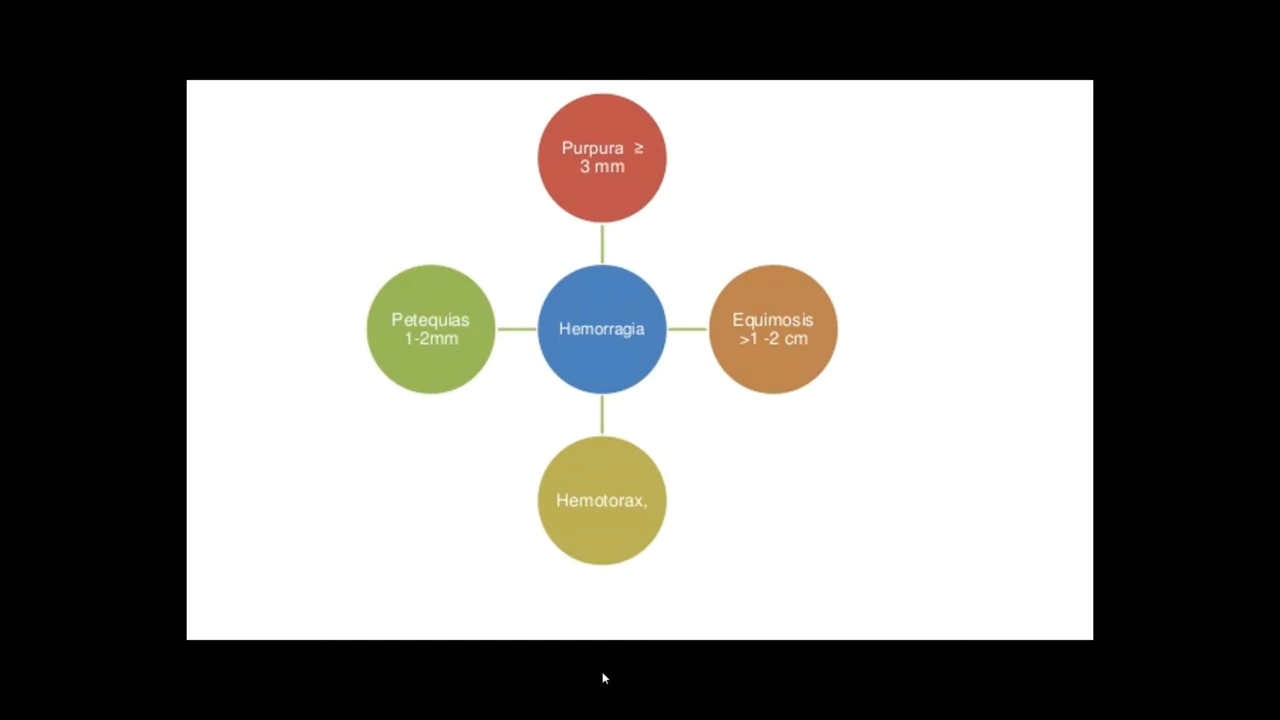 Purpura ≥
3 mm
Petequias
1-2mm
Hemorragia
Equimosis
>1 -2 cm
Hemotorax,